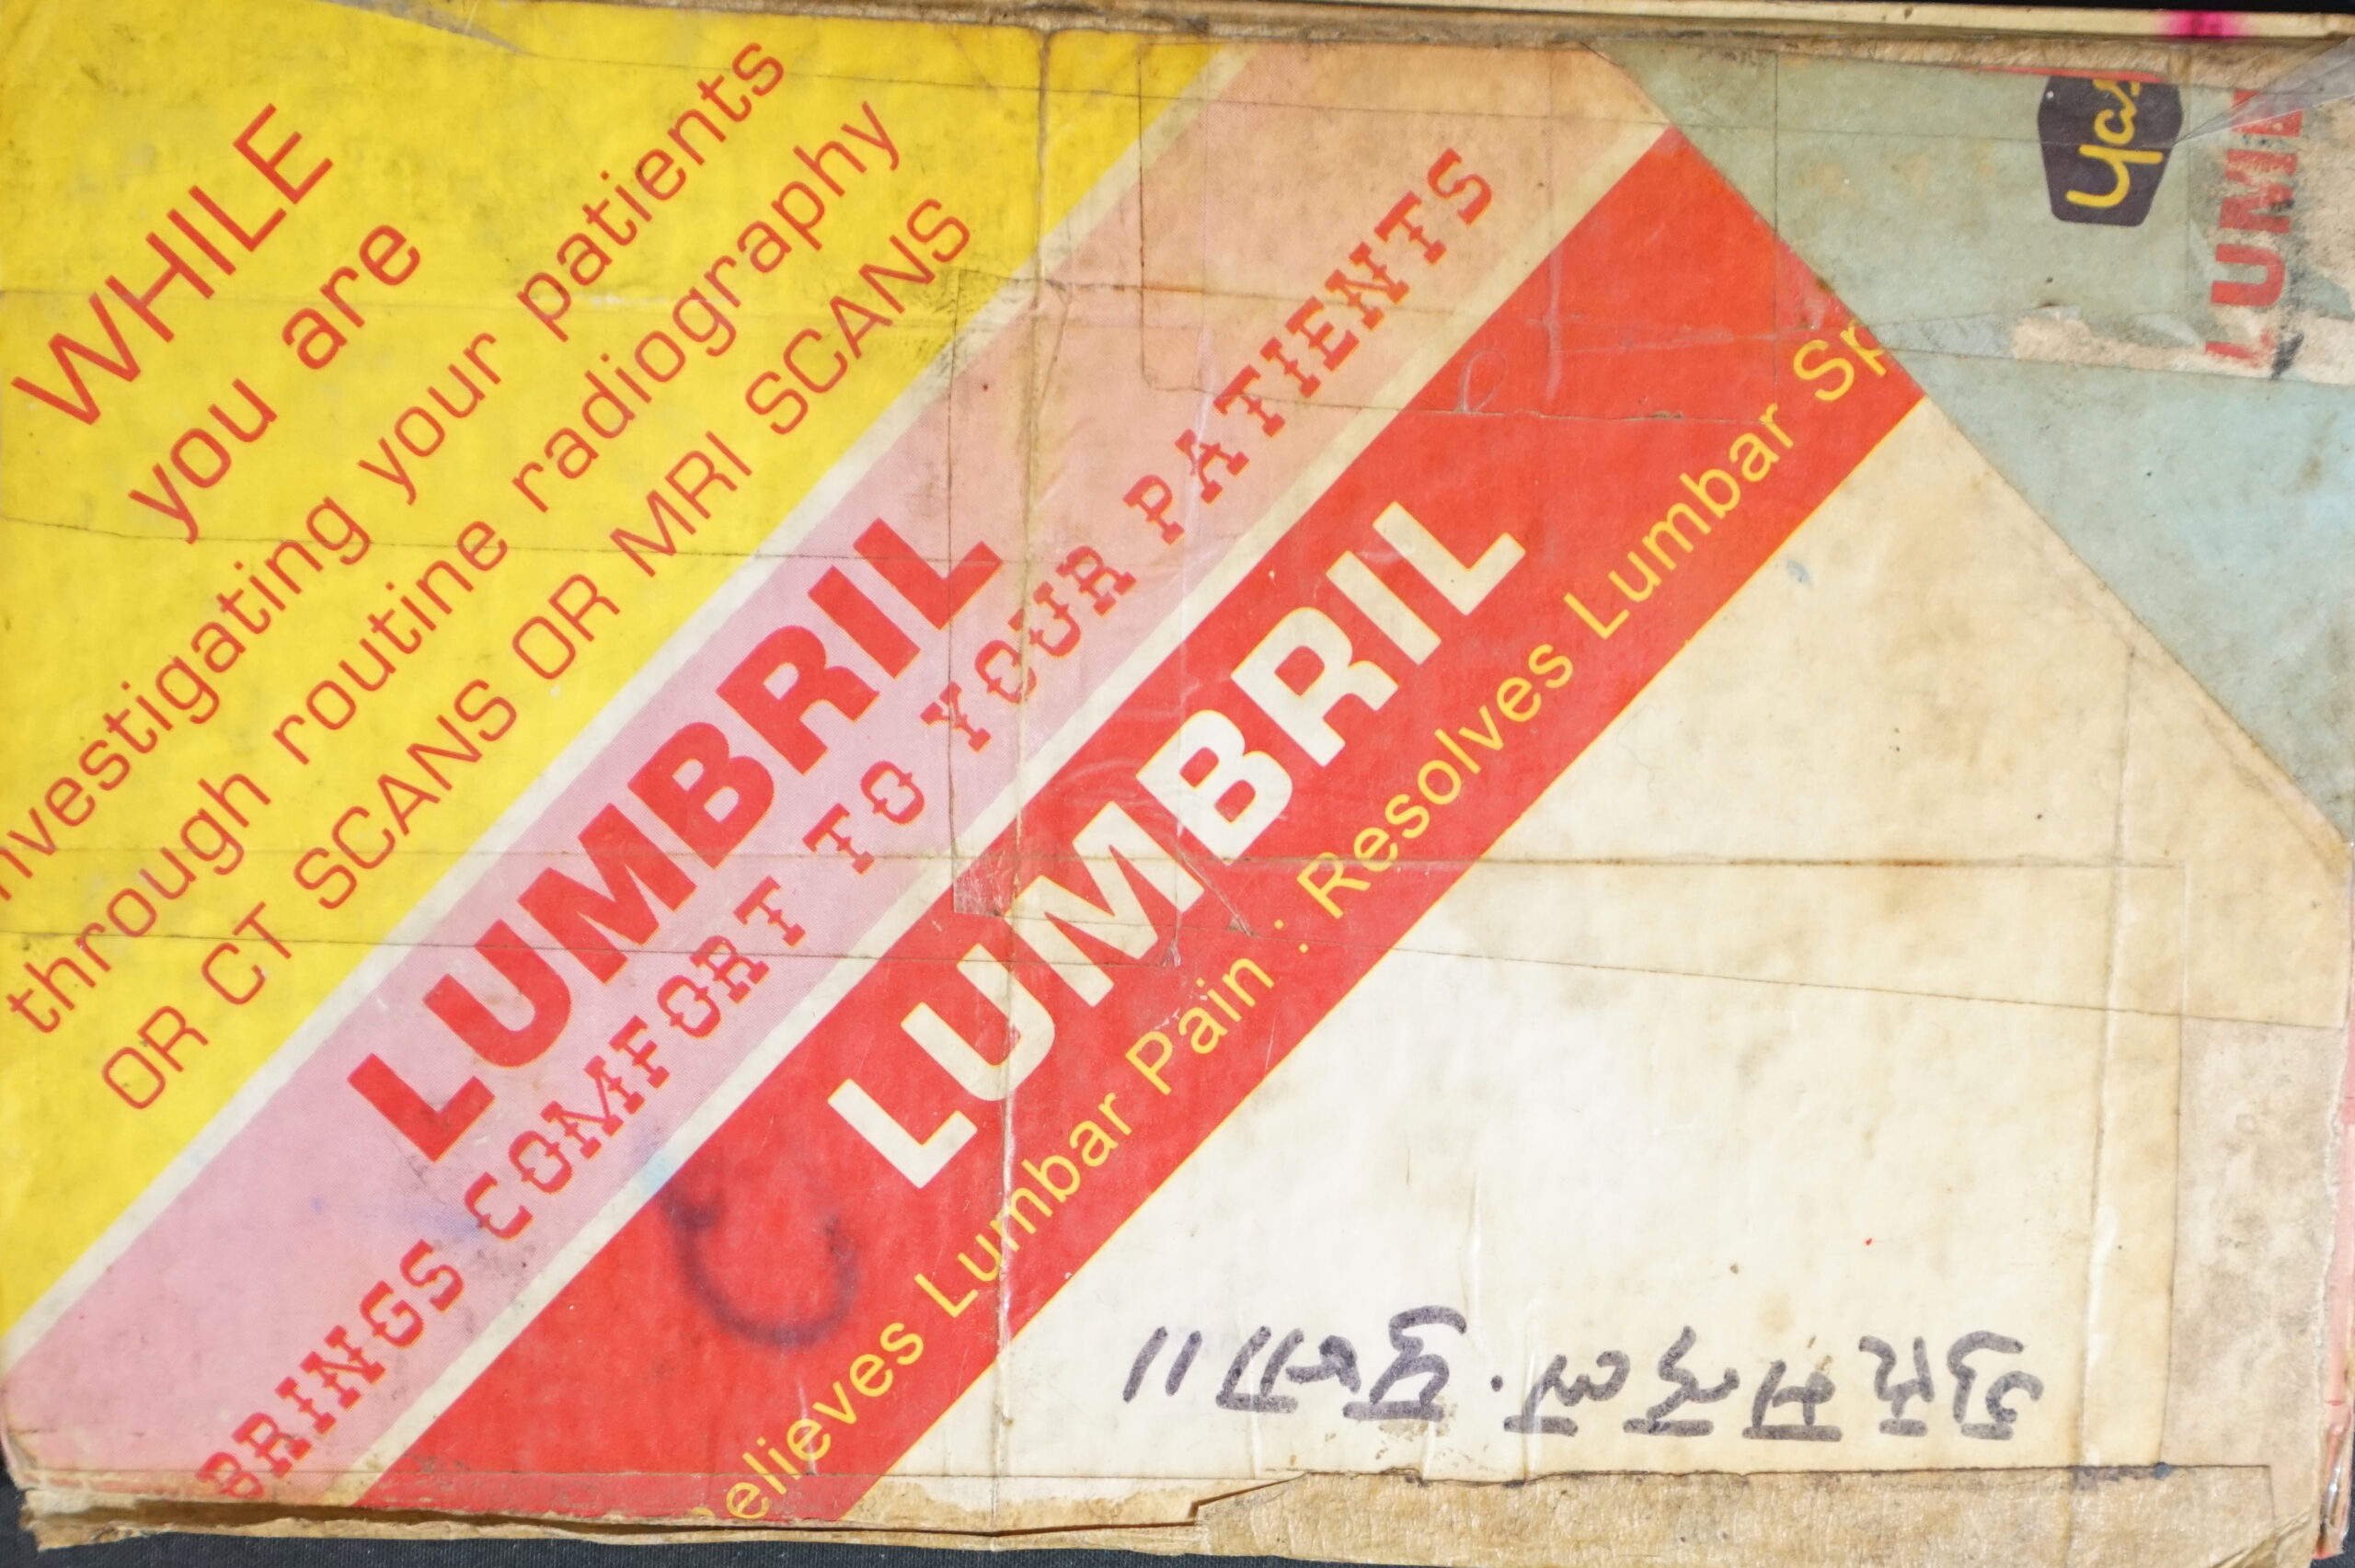 WHILE
you are
nvestigating your patients
through routine radiography
OR CT SCANS OR MRI SCANS
LUMBRIL
BRINGS COMFORT TO YOUR PATIENTS
LUMBRIL
elieves Lumbar Pain : Resolves Lumbar Sp
Yas
LUM
पूजा॥